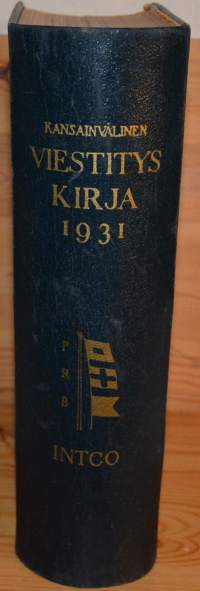 KANSAINVÄLINEN
VIESTITYS
KIRJA
1931
P
R
B
INTCO